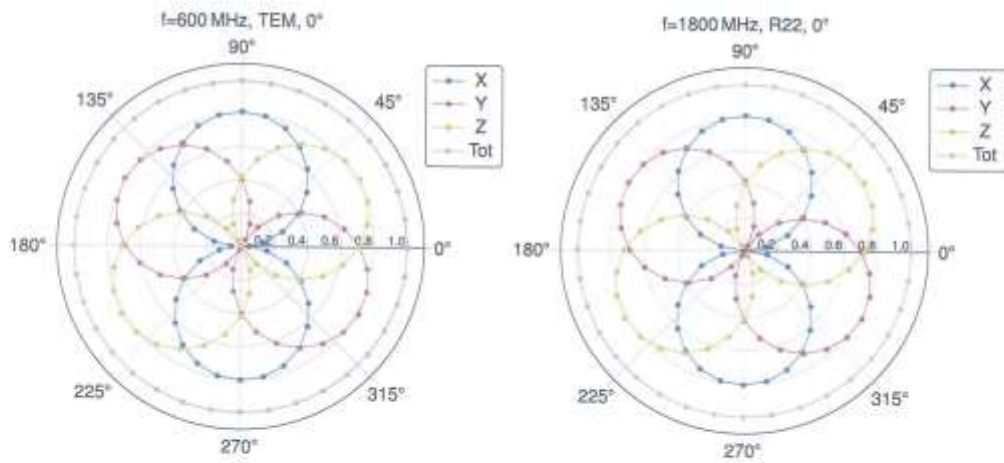 f=600 MHz, TEM, 0°
90°
135°
45°
X
Y
Z
Tot
180°
0.2 0.4 0.6 0.8 1.0
0°
225°
315°
270°
f=1800 MHz, R22, 0°
90°
135°
45°
X
Y
Z
Tot
180°
0.2 0.4 0.6 0.8 1.0
0°
225°
315°
270°